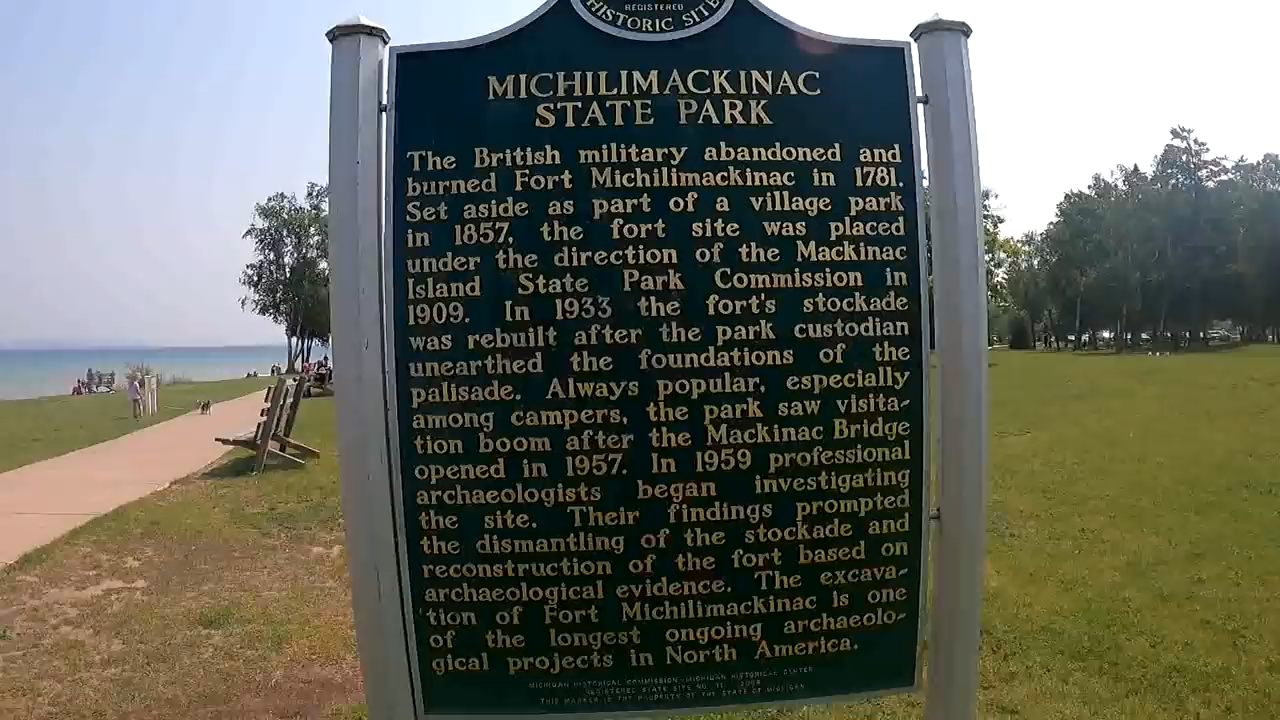 REGISTERED
HISTORIC SITE
MICHILIMACKINAC
STATE PARK
The British military abandoned and
burned Fort Michilimackinac in 1781.
Set aside as part of a village park
in 1857, the fort site was placed
under the direction of the Mackinac
Island State Park Commission in
1909. In 1933 the fort's stockade
was rebuilt after the park custodian
unearthed the foundations of the
palisade. Always popular, especially
among campers, the park saw visita-
tion boom after the Mackinac Bridge
opened in 1957. In 1959 professional
archaeologists began investigating
the site. Their findings prompted
the dismantling of the stockade and
reconstruction of the fort based on
archaeological evidence. The excava-
tion of Fort Michilimackinac is one
of the longest ongoing archaeolo-
gical projects in North America.
MICHIGAN HISTORICAL COMMISSION-MICHIGAN HISTORICAL CENTER
REGISTERED STATE SITE NO.
THIS MARKER IS THE PROPERTY OF THE STATE OF MICHIGAN